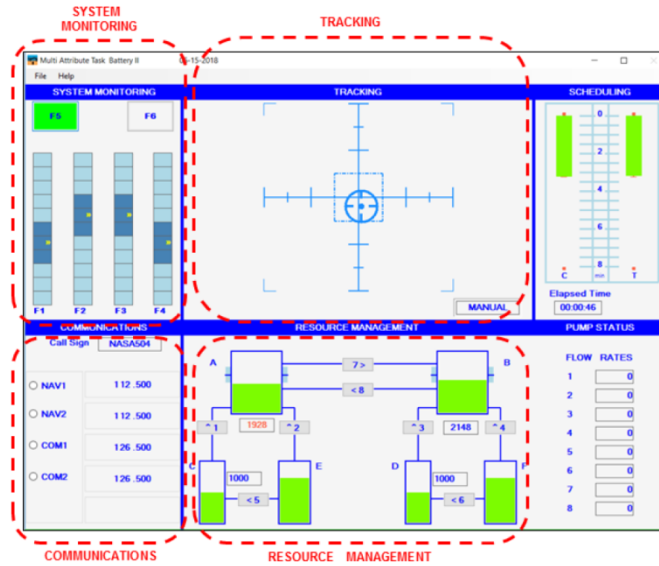 SYSTEM
MONITORING
TRACKING
Multi Attribute Task Battery II
05-15-2018
File Help
SYSTEM MONITORING
TRACKING
SCHEDULING
F5 F6
0
2
4
6
8
C min T
F1 F2 F3 F4
MANUAL
Elapsed Time
00:00:46
COMMUNICATIONS
RESOURCE MANAGEMENT
PUMP STATUS
Call Sign NASA504
NAV1 112.500
NAV2 112.500
COM1 126.500
COM2 126.500
A 7 > B
< 8
^ 1 1928 ^ 2 ^ 3 2148 ^ 4
C 1000 E D 1000 F
< 5 < 6
FLOW RATES
1 0
2 0
3 0
4 0
5 0
6 0
7 0
8 0
COMMUNICATIONS
RESOURCE MANAGEMENT